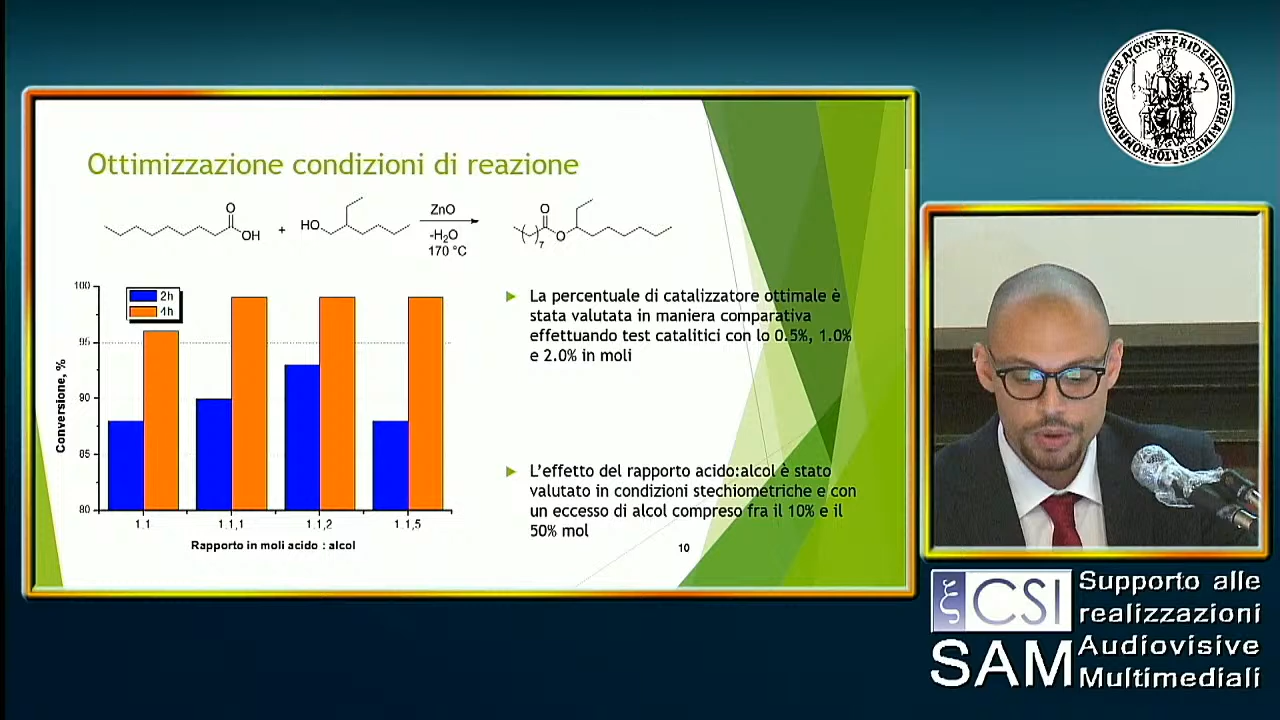 Ottimizzazione condizioni di reazione
O
OH
+
HO
ZnO
-H2O
170 °C
O
O
7
100
95
90
85
80
Conversione, %
2h
4h
1:1
1:1,1
1:1,2
1:1,5
Rapporto in moli acido : alcol
La percentuale di catalizzatore ottimale è
stata valutata in maniera comparativa
effettuando test catalitici con lo 0.5%, 1.0%
e 2.0% in moli
L'effetto del rapporto acido:alcol è stato
valutato in condizioni stechiometriche e con
un eccesso di alcol compreso fra il 10% e il
50% mol
10
CSI
SAM
Supporto alle
realizzazioni
Audiovisive
Multimediali